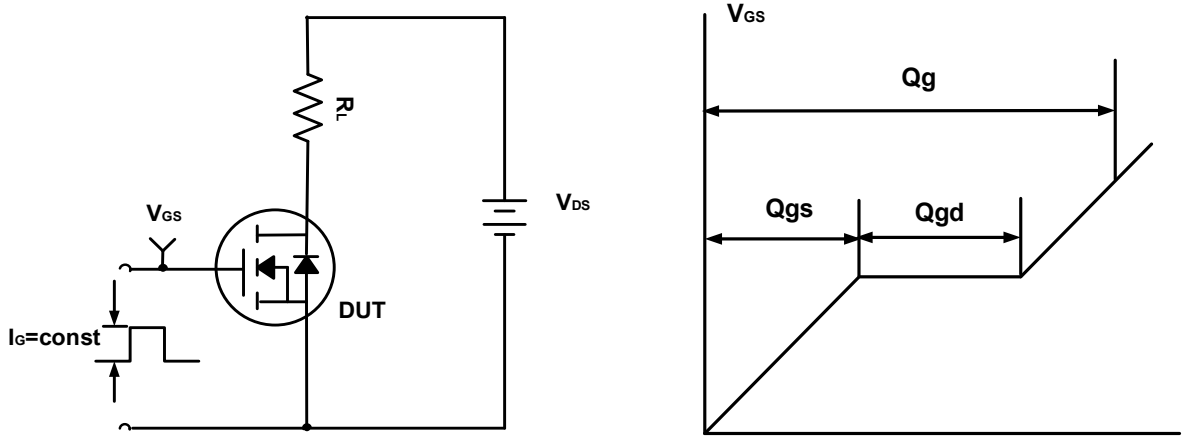 VGS
Qg
RL
VDS
VGS
Qgs
Qgd
DUT
IG=const